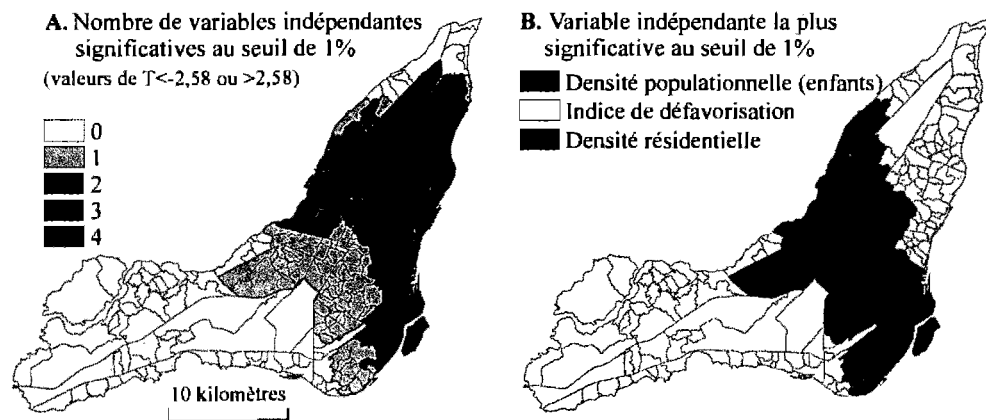 A. Nombre de variables indépendantes
significatives au seuil de 1%
(valeurs de T<-2,58 ou >2,58)
0
1
2
3
4
10 kilomètres
B. Variable indépendante la plus
significative au seuil de 1%
Densité populationnelle (enfants)
Indice de défavorisation
Densité résidentielle